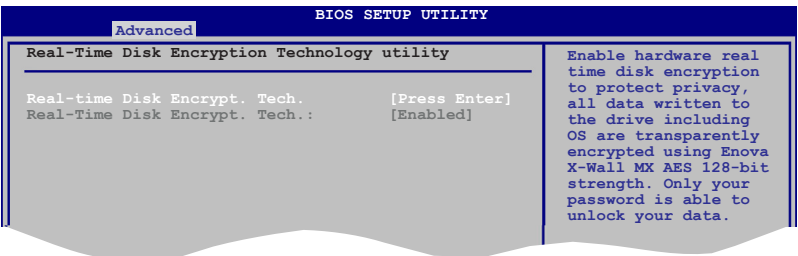 BIOS SETUP UTILITY
Advanced
Real-Time Disk Encryption Technology utility
Real-time Disk Encrypt. Tech. [Press Enter]
Real-Time Disk Encrypt. Tech.: [Enabled]
Enable hardware real
time disk encryption
to protect privacy,
all data written to
the drive including
OS are transparently
encrypted using Enova
X-Wall MX AES 128-bit
strength. Only your
password is able to
unlock your data.